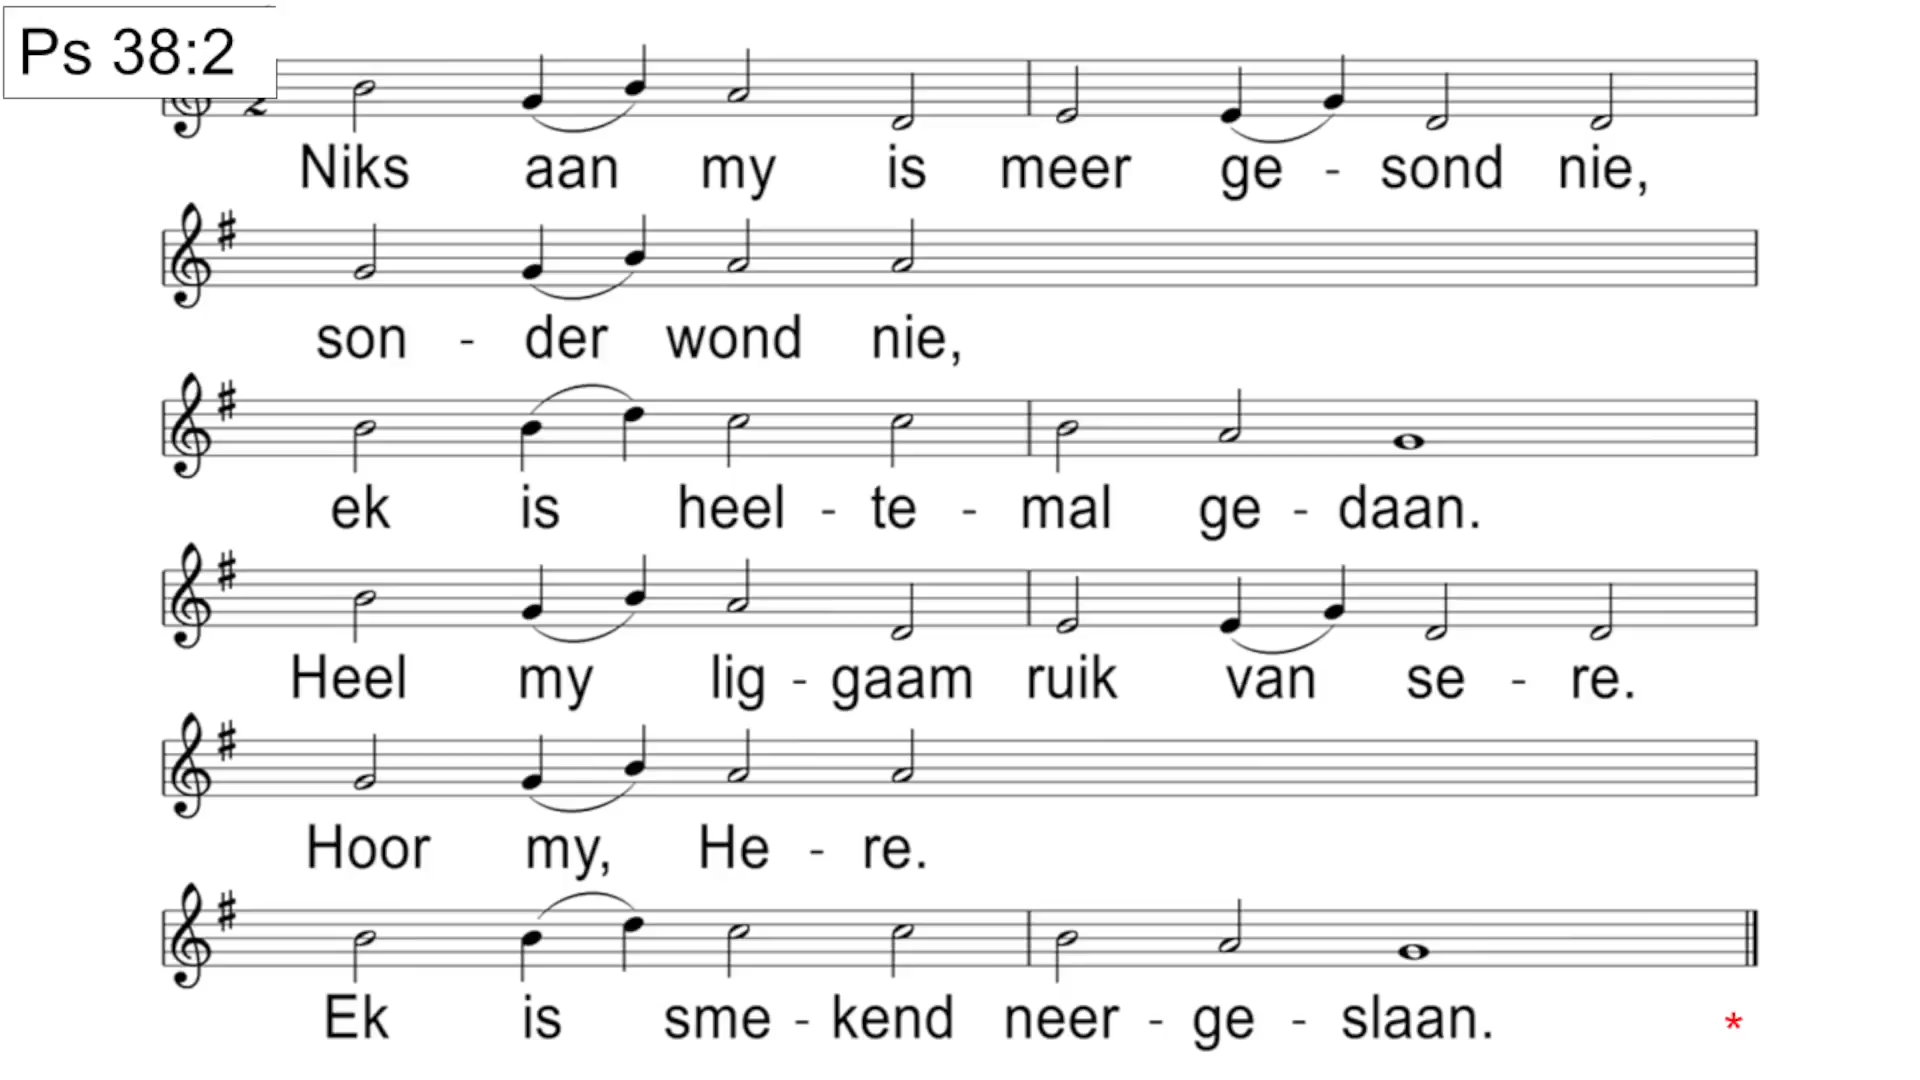 Ps 38:2
Niks aan my is meer ge - sond nie,
son - der wond nie,
ek is heel - te - mal ge - daan.
Heel my lig - gaam ruik van se - re.
Hoor my, He - re.
Ek is sme - kend neer - ge - slaan. *